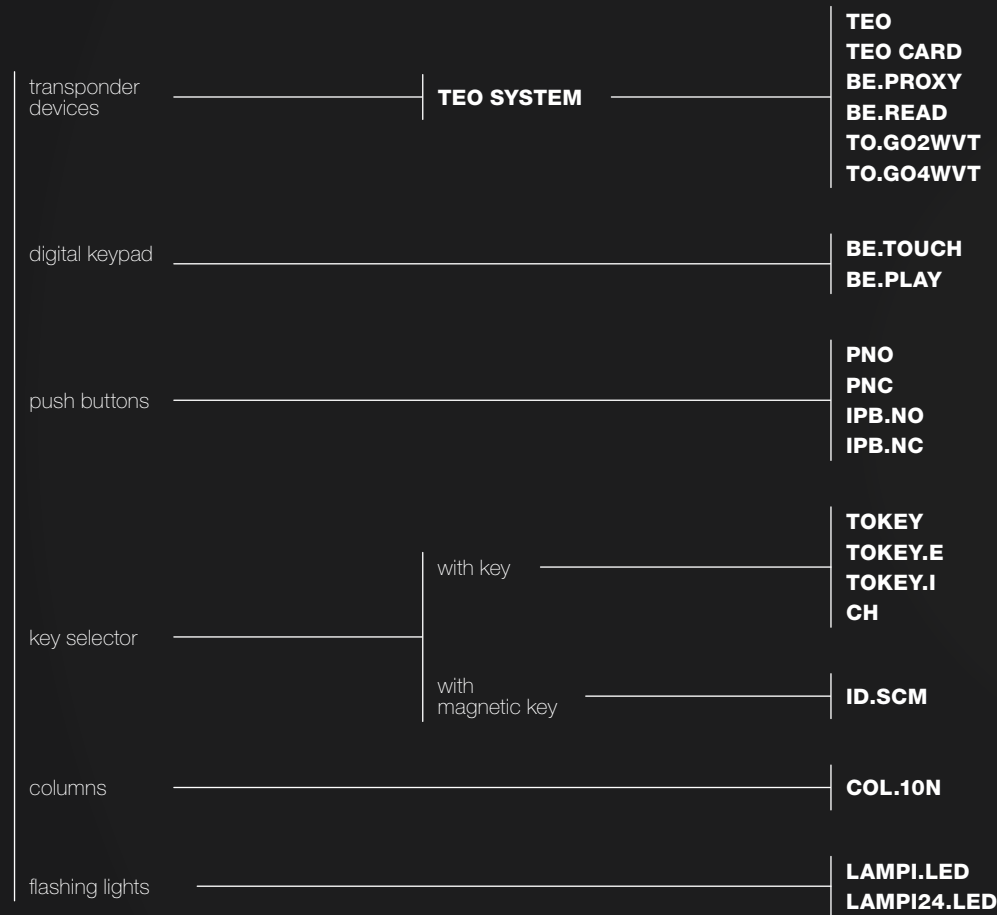 transponder
devices
TEO SYSTEM
TEO
TEO CARD
BE.PROXY
BE.READ
TO.GO2WVT
TO.GO4WVT
digital keypad
BE.TOUCH
BE.PLAY
push buttons
PNO
PNC
IPB.NO
IPB.NC
key selector
with key
TOKEY
TOKEY.E
TOKEY.I
CH
with
magnetic key
ID.SCM
columns
COL.10N
flashing lights
LAMPI.LED
LAMPI24.LED